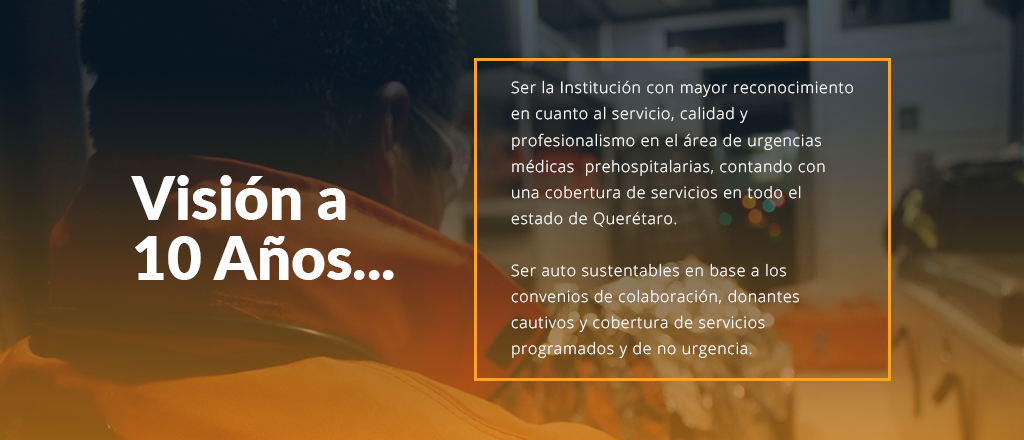 Visión a
10 Años...
Ser la Institución con mayor reconocimiento
en cuanto al servicio, calidad y
profesionalismo en el área de urgencias
médicas  prehospitalarias, contando con
una cobertura de servicios en todo el
estado de Querétaro.
Ser auto sustentables en base a los
convenios de colaboración, donantes
cautivos y cobertura de servicios
programados y de no urgencia.